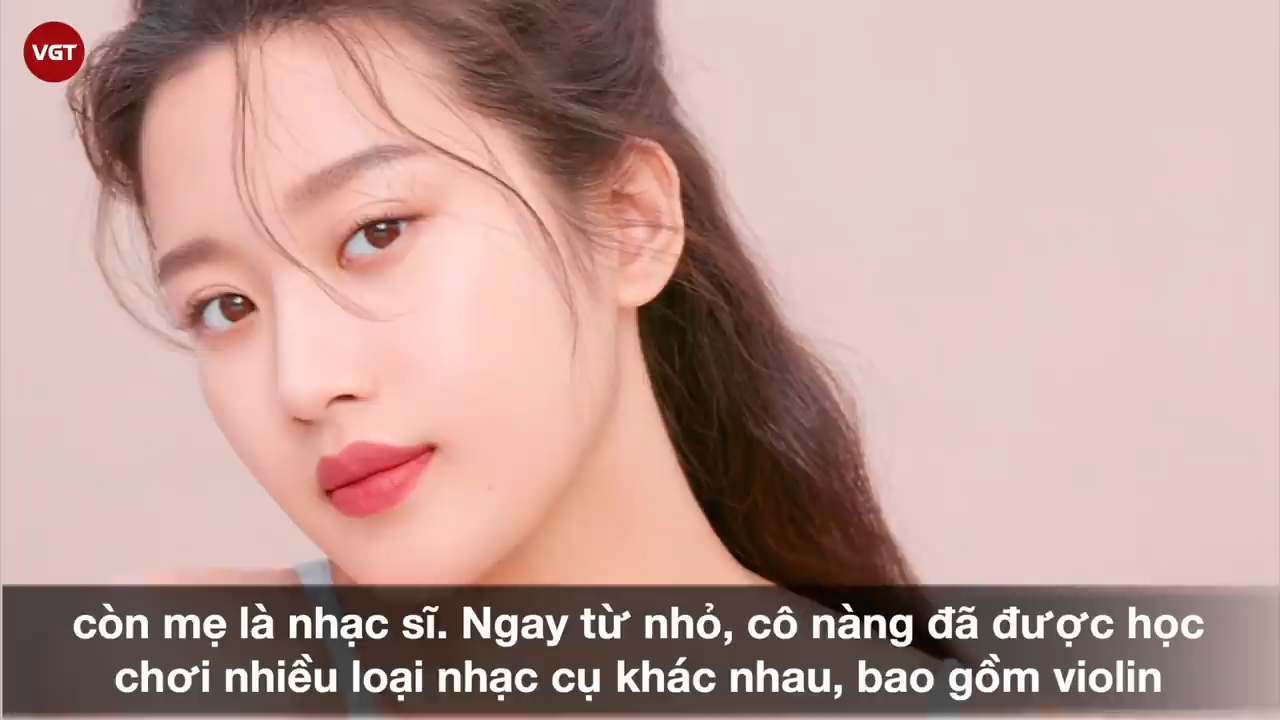 VGT
còn mẹ là nhạc sĩ. Ngay từ nhỏ, cô nàng đã được học
chơi nhiều loại nhạc cụ khác nhau, bao gồm violin